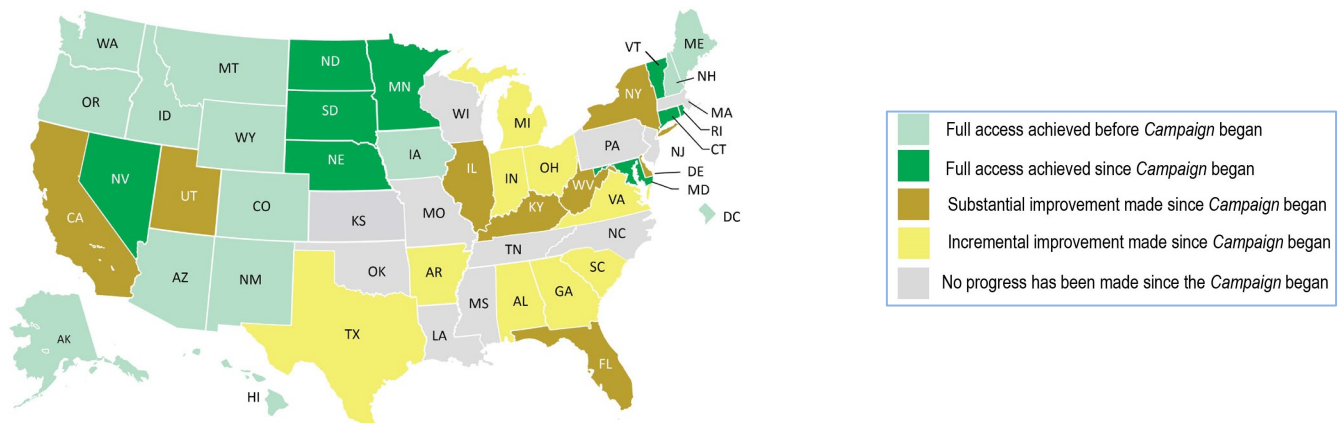 WA
MT
ND
MN
VT
ME
OR
ID
SD
WI
NY
NH
WY
MI
MA
RI
CT
NE
IA
PA
NJ
NV
UT
CO
IL
IN
OH
DE
MD
CA
KS
MO
KY
WV
VA
DC
AZ
NM
OK
AR
TN
NC
SC
MS
AL
GA
TX
LA
AK
FL
HI
Full access achieved before Campaign began
Full access achieved since Campaign began
Substantial improvement made since Campaign began
Incremental improvement made since Campaign began
No progress has been made since the Campaign began